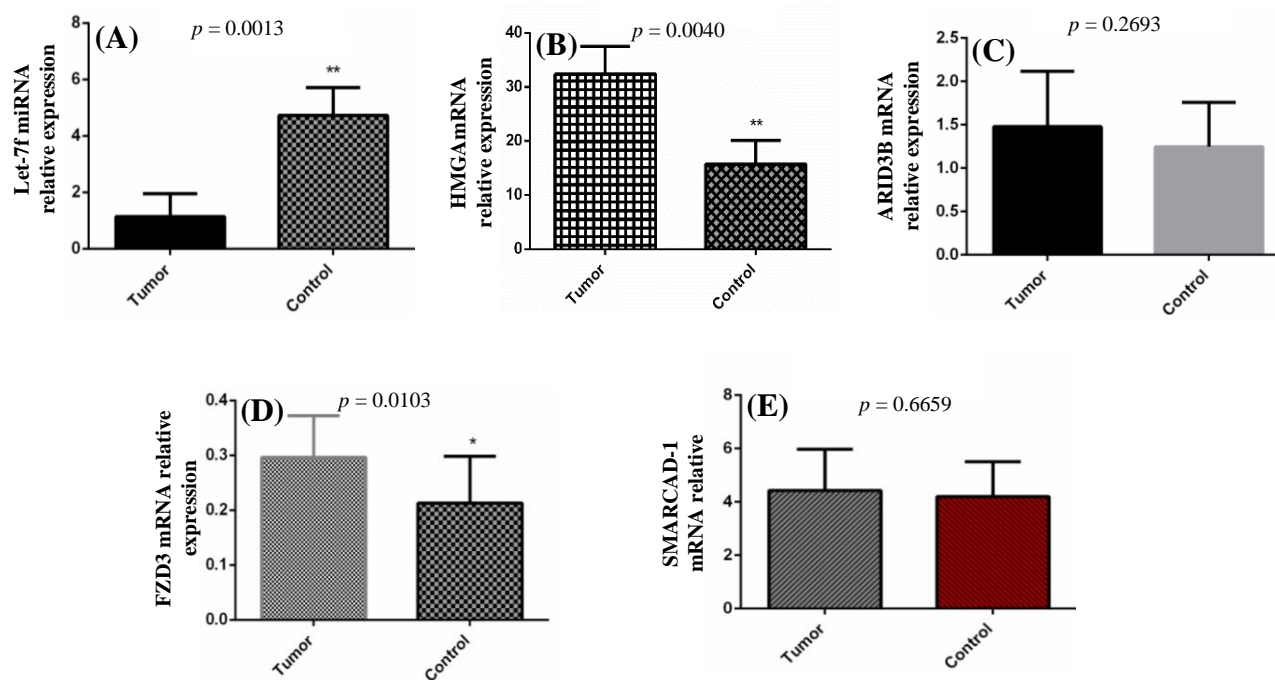 (A)
p = 0.0013
Let-7f miRNA
relative expression
8
6
4
2
0
**
Tumor
Control
(B)
p = 0.0040
HMGAmRNA
relative expression
40
30
20
10
0
**
Tumor
Control
(C)
p = 0.2693
ARID3B mRNA
relative expression
2.5
2.0
1.5
1.0
0.5
0.0
Tumor
Control
(D)
p = 0.0103
FZD3 mRNA relative
expression
0.4
0.3
0.2
0.1
0.0
*
Tumor
Control
(E)
p = 0.6659
SMARCAD-1
mRNA relative
8
6
4
2
0
Tumor
Control